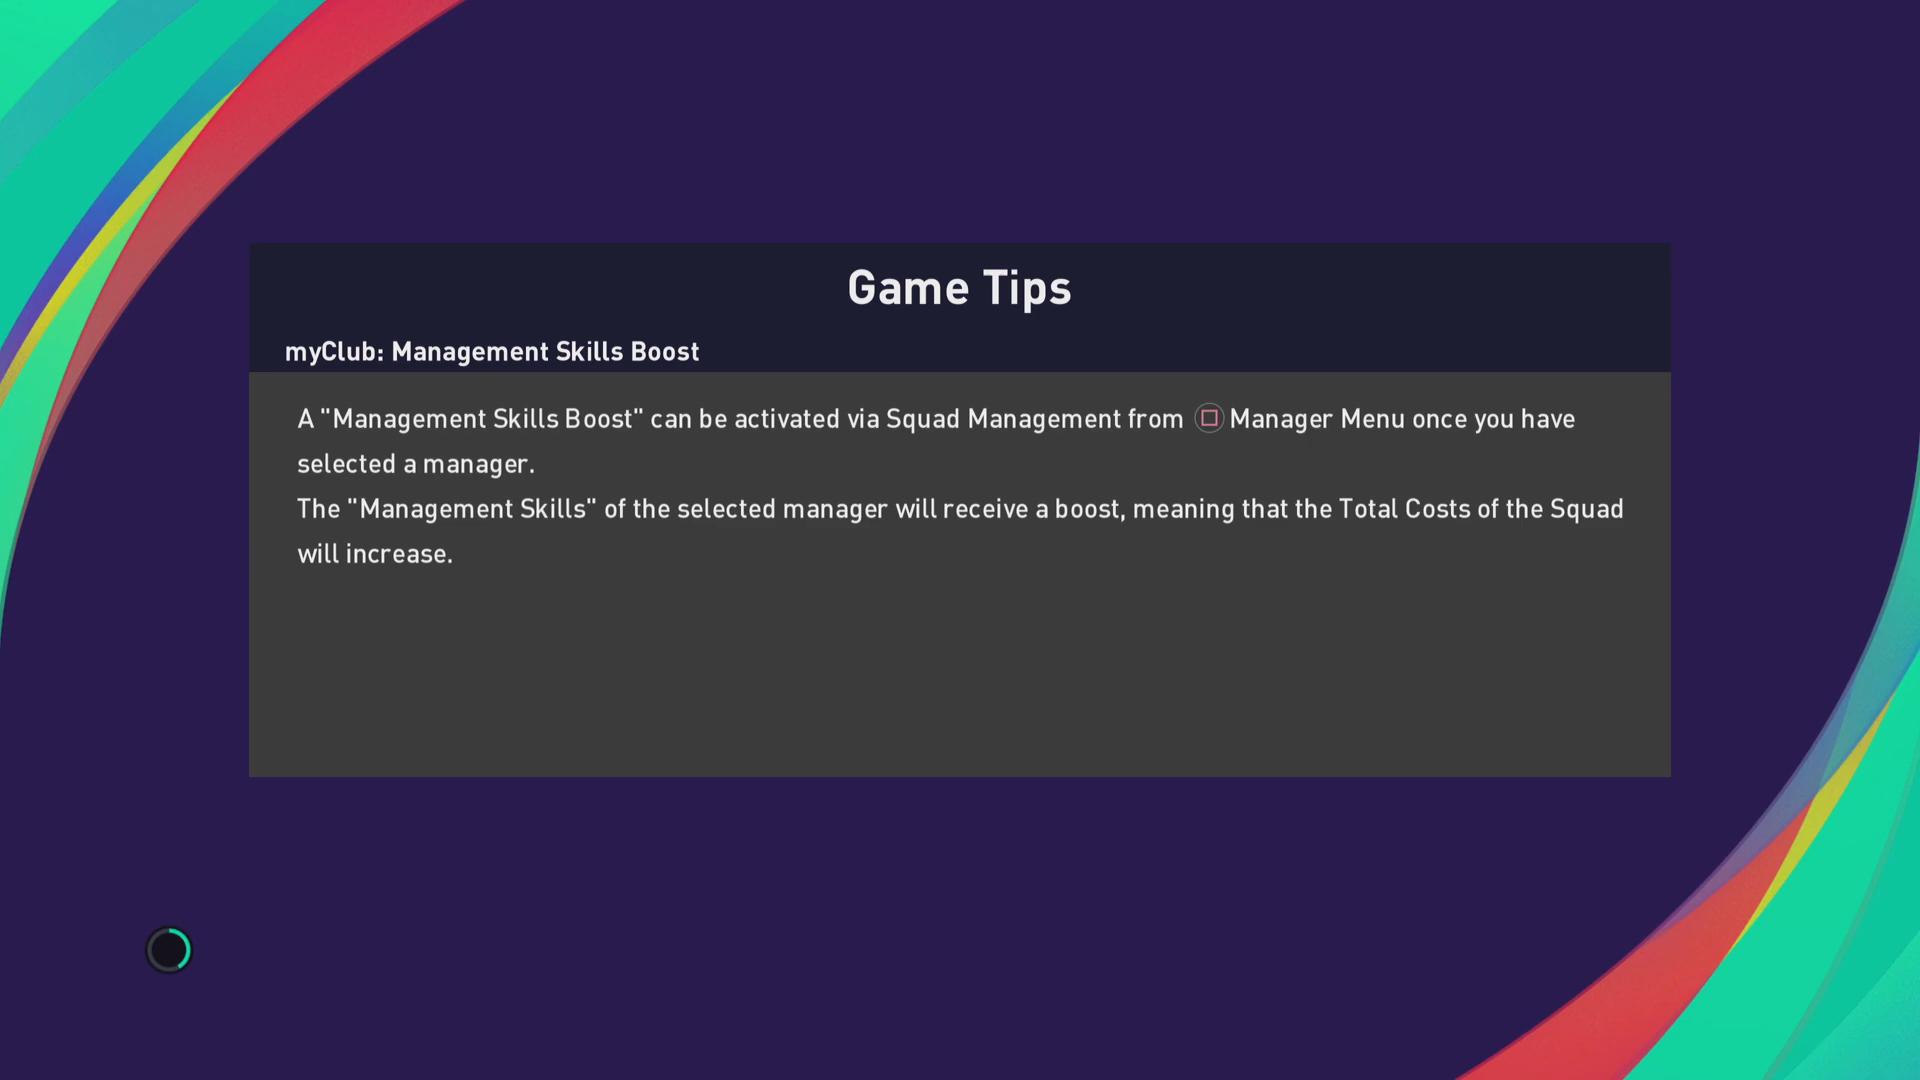 Game Tips
myClub: Management Skills Boost
A "Management Skills Boost" can be activated via Squad Management from Manager Menu once you have
selected a manager.
The "Management Skills" of the selected manager will receive a boost, meaning that the Total Costs of the Squad
will increase.